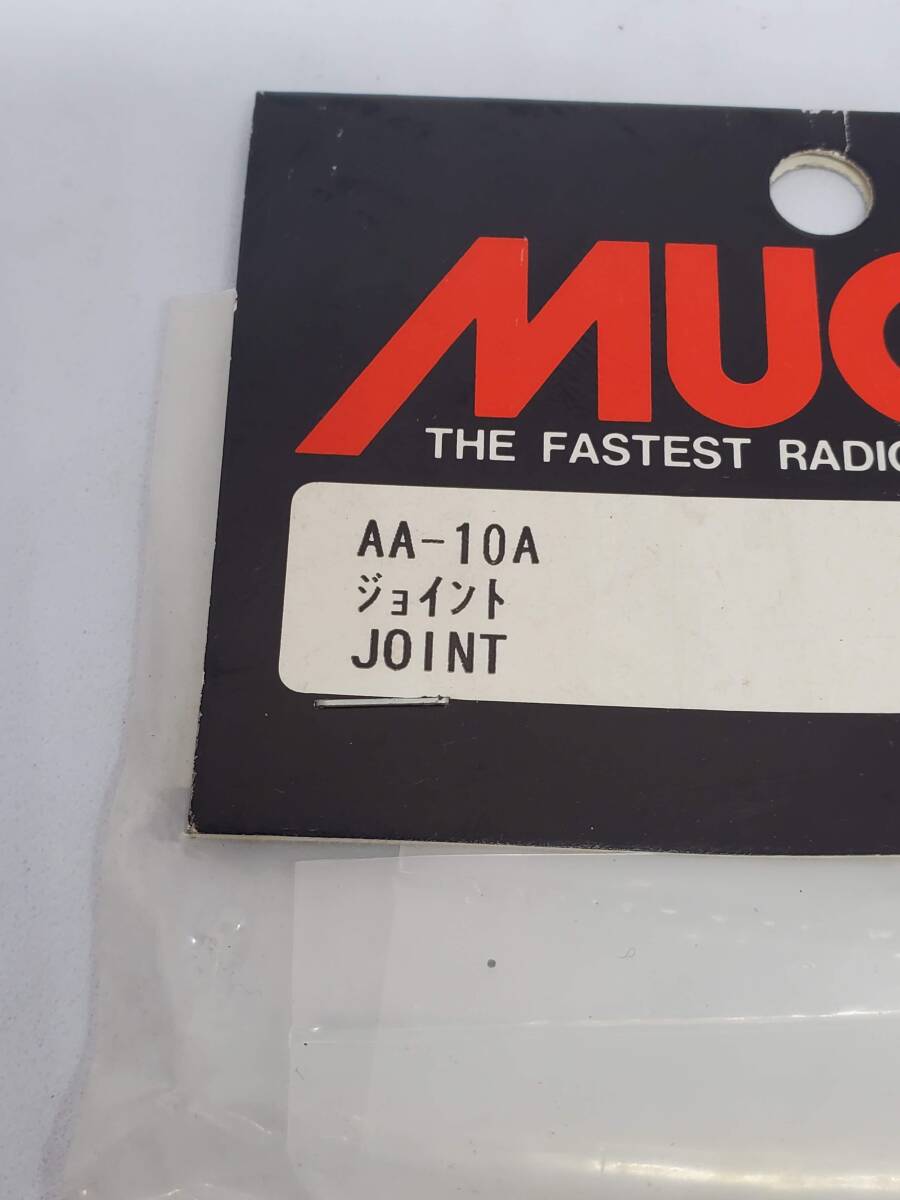 MUG
THE FASTEST RADIO
AA-10A
ジョイント
JOINT